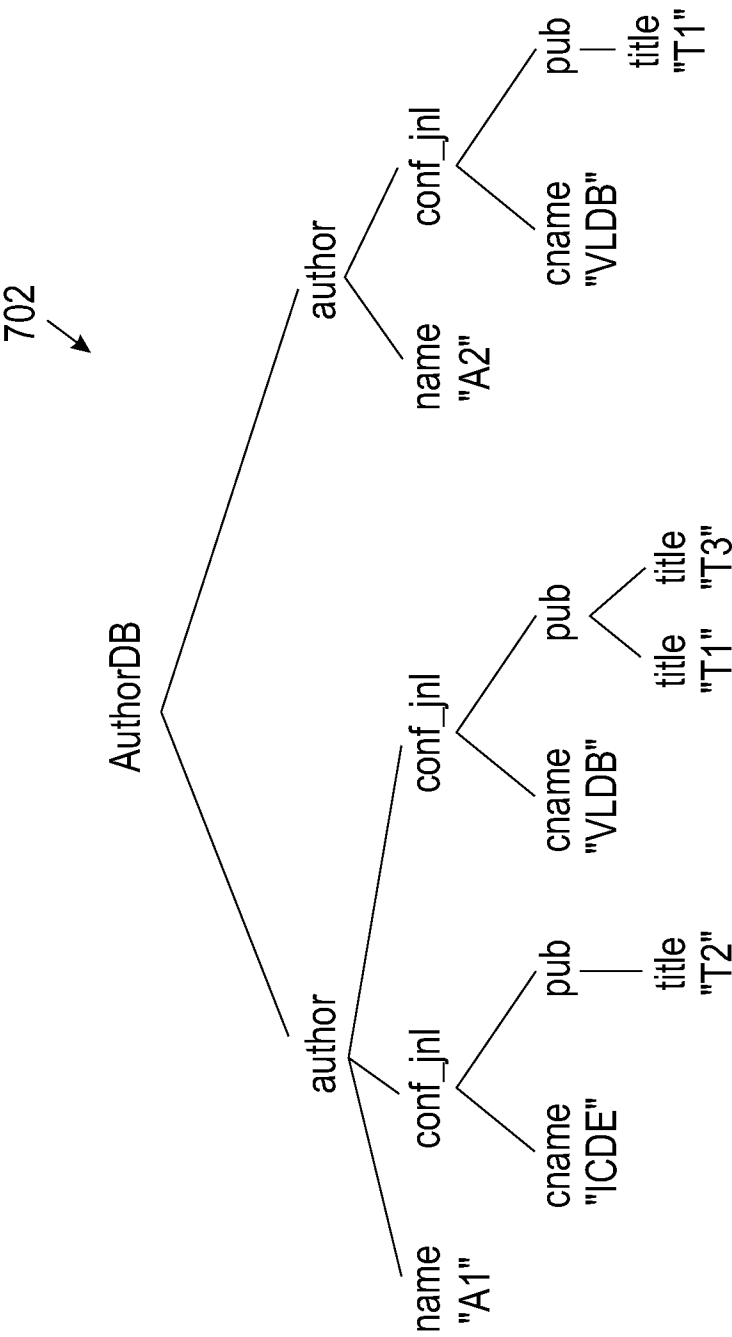 702
AuthorDB
author
author
name
"A1"
conf_jnl
conf_jnl
name
"A2"
conf_jnl
cname
"ICDE"
pub
cname
"VLDB"
pub
cname
"VLDB"
pub
title
"T2"
title
"T1"
title
"T3"
title
"T1"